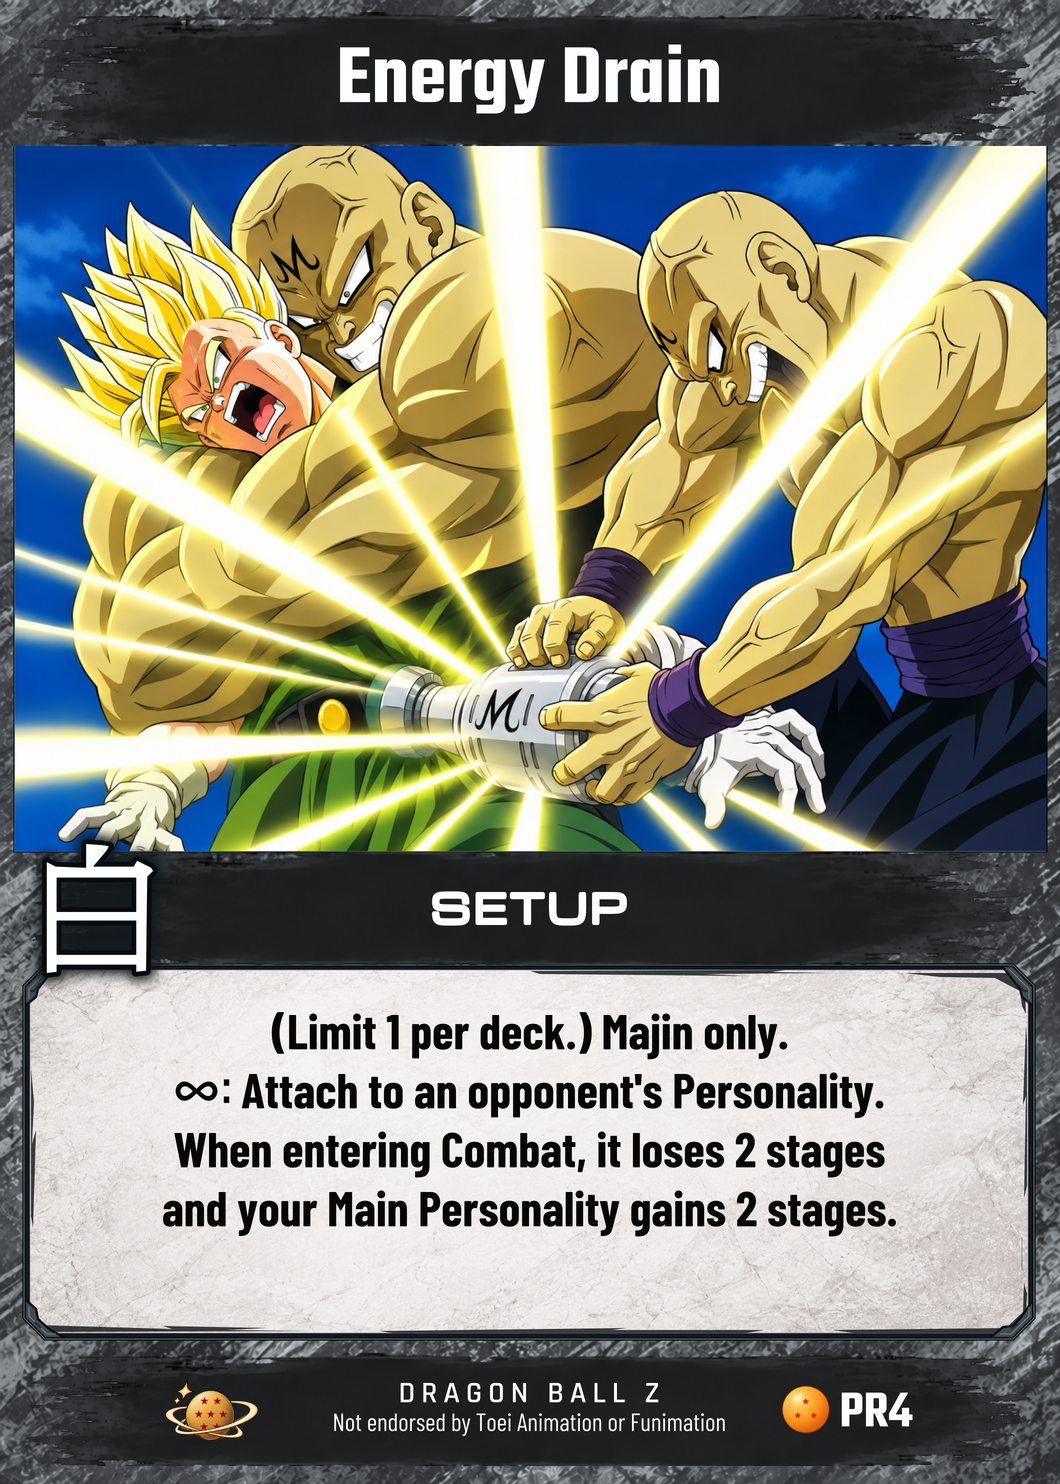 Energy Drain
M
M
白
SETUP
(Limit 1 per deck.) Majin only.
∞: Attach to an opponent's Personality.
When entering Combat, it loses 2 stages
and your Main Personality gains 2 stages.
DRAGON BALL Z
Not endorsed by Toei Animation or Funimation
PR4